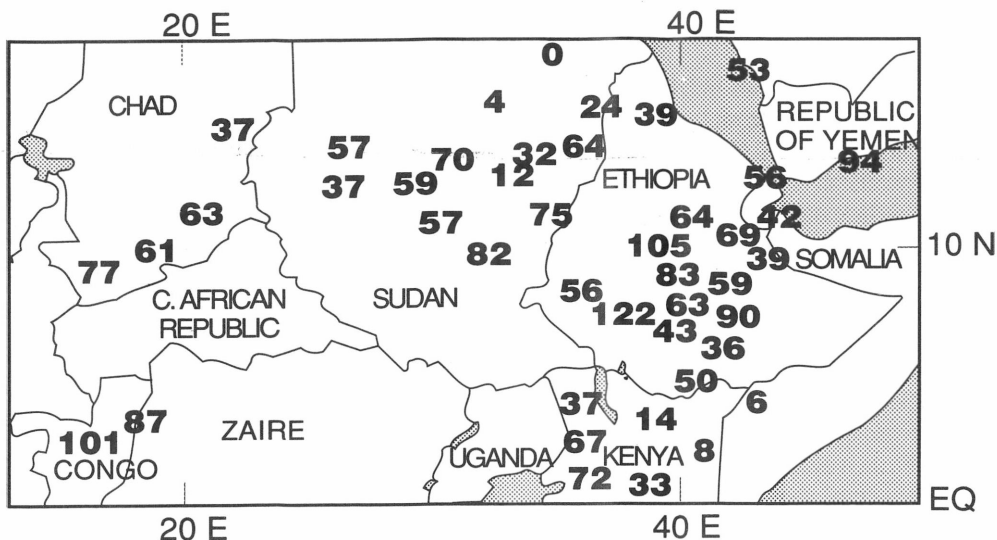 20 E 40 E
0
53
CHAD 4 24 39 REPUBLIC
OF YEMEN
37
57 70 32 64 94
37 59 12 ETHIOPIA 56
63 57 75 64 42
61 82 105 69 39 SOMALIA 10 N
77 83 59
C. AFRICAN
REPUBLIC
SUDAN 56 122 63 90
43 36
50
87 37 14 6
101 ZAIRE 67 8
CONGO UGANDA KENYA
72 33
EQ
20 E 40 E